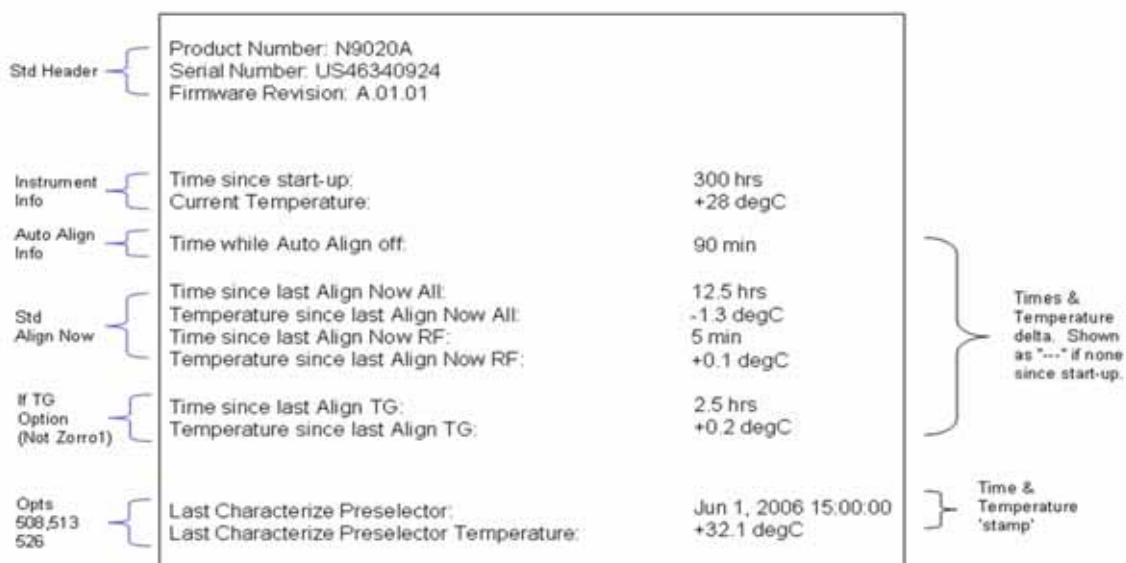 Std Header
Product Number: N9020A
Serial Number: US46340924
Firmware Revision: A.01.01
Instrument
Info
Time since start-up: 300 hrs
Current Temperature: +28 degC
Auto Align
Info
Time while Auto Align off: 90 min
Std
Align Now
Time since last Align Now All: 12.5 hrs
Temperature since last Align Now All: -1.3 degC
Time since last Align Now RF: 5 min
Temperature since last Align Now RF: +0.1 degC
Times &
Temperature
delta. Shown
as "---" if none
since start-up.
If TG
Option
(Not Zorro1)
Time since last Align TG: 2.5 hrs
Temperature since last Align TG: +0.2 degC
Opts
508,513
526
Last Characterize Preselector: Jun 1, 2006 15:00:00
Last Characterize Preselector Temperature: +32.1 degC
Time &
Temperature
'stamp'